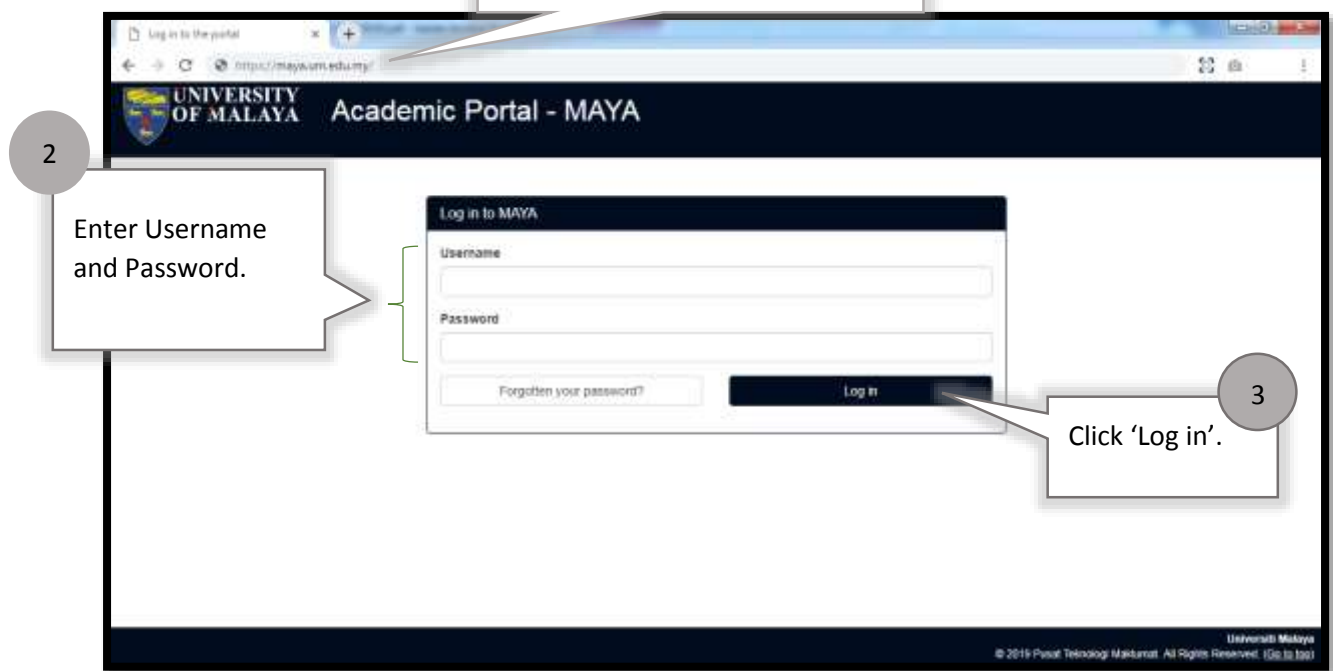 Log in to the portal
https://maya.um.edu.my/
UNIVERSITY
OF MALAYA
Academic Portal - MAYA
2
Enter Username
and Password.
Log in to MAYA
Username
Password
Forgotten your password?
Log in
3
Click ‘Log in’.
Universiti Malaya
© 2019 Pusat Teknologi Maklumat. All Rights Reserved. (Go to top)